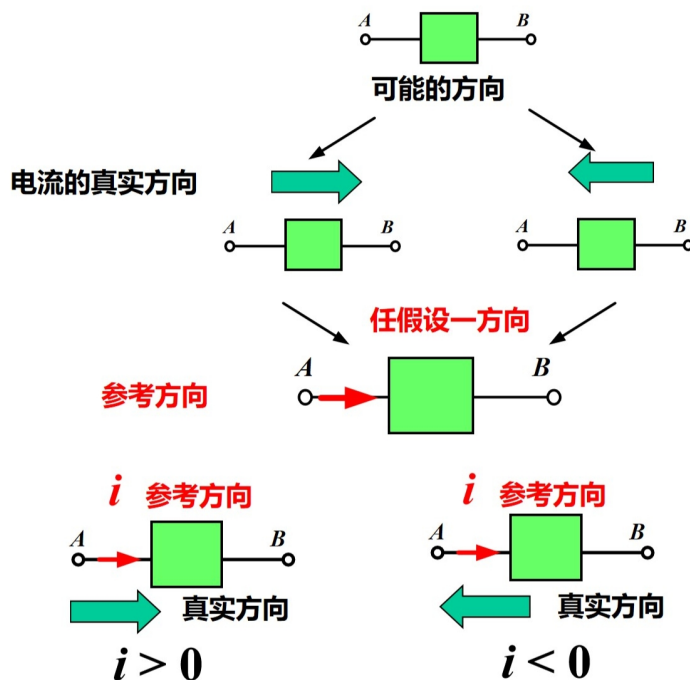 A B
可能的方向
电流的真实方向
A B
A B
任假设一方向
A B
参考方向
i 参考方向
i 参考方向
A B
A B
真实方向
真实方向
i > 0
i < 0